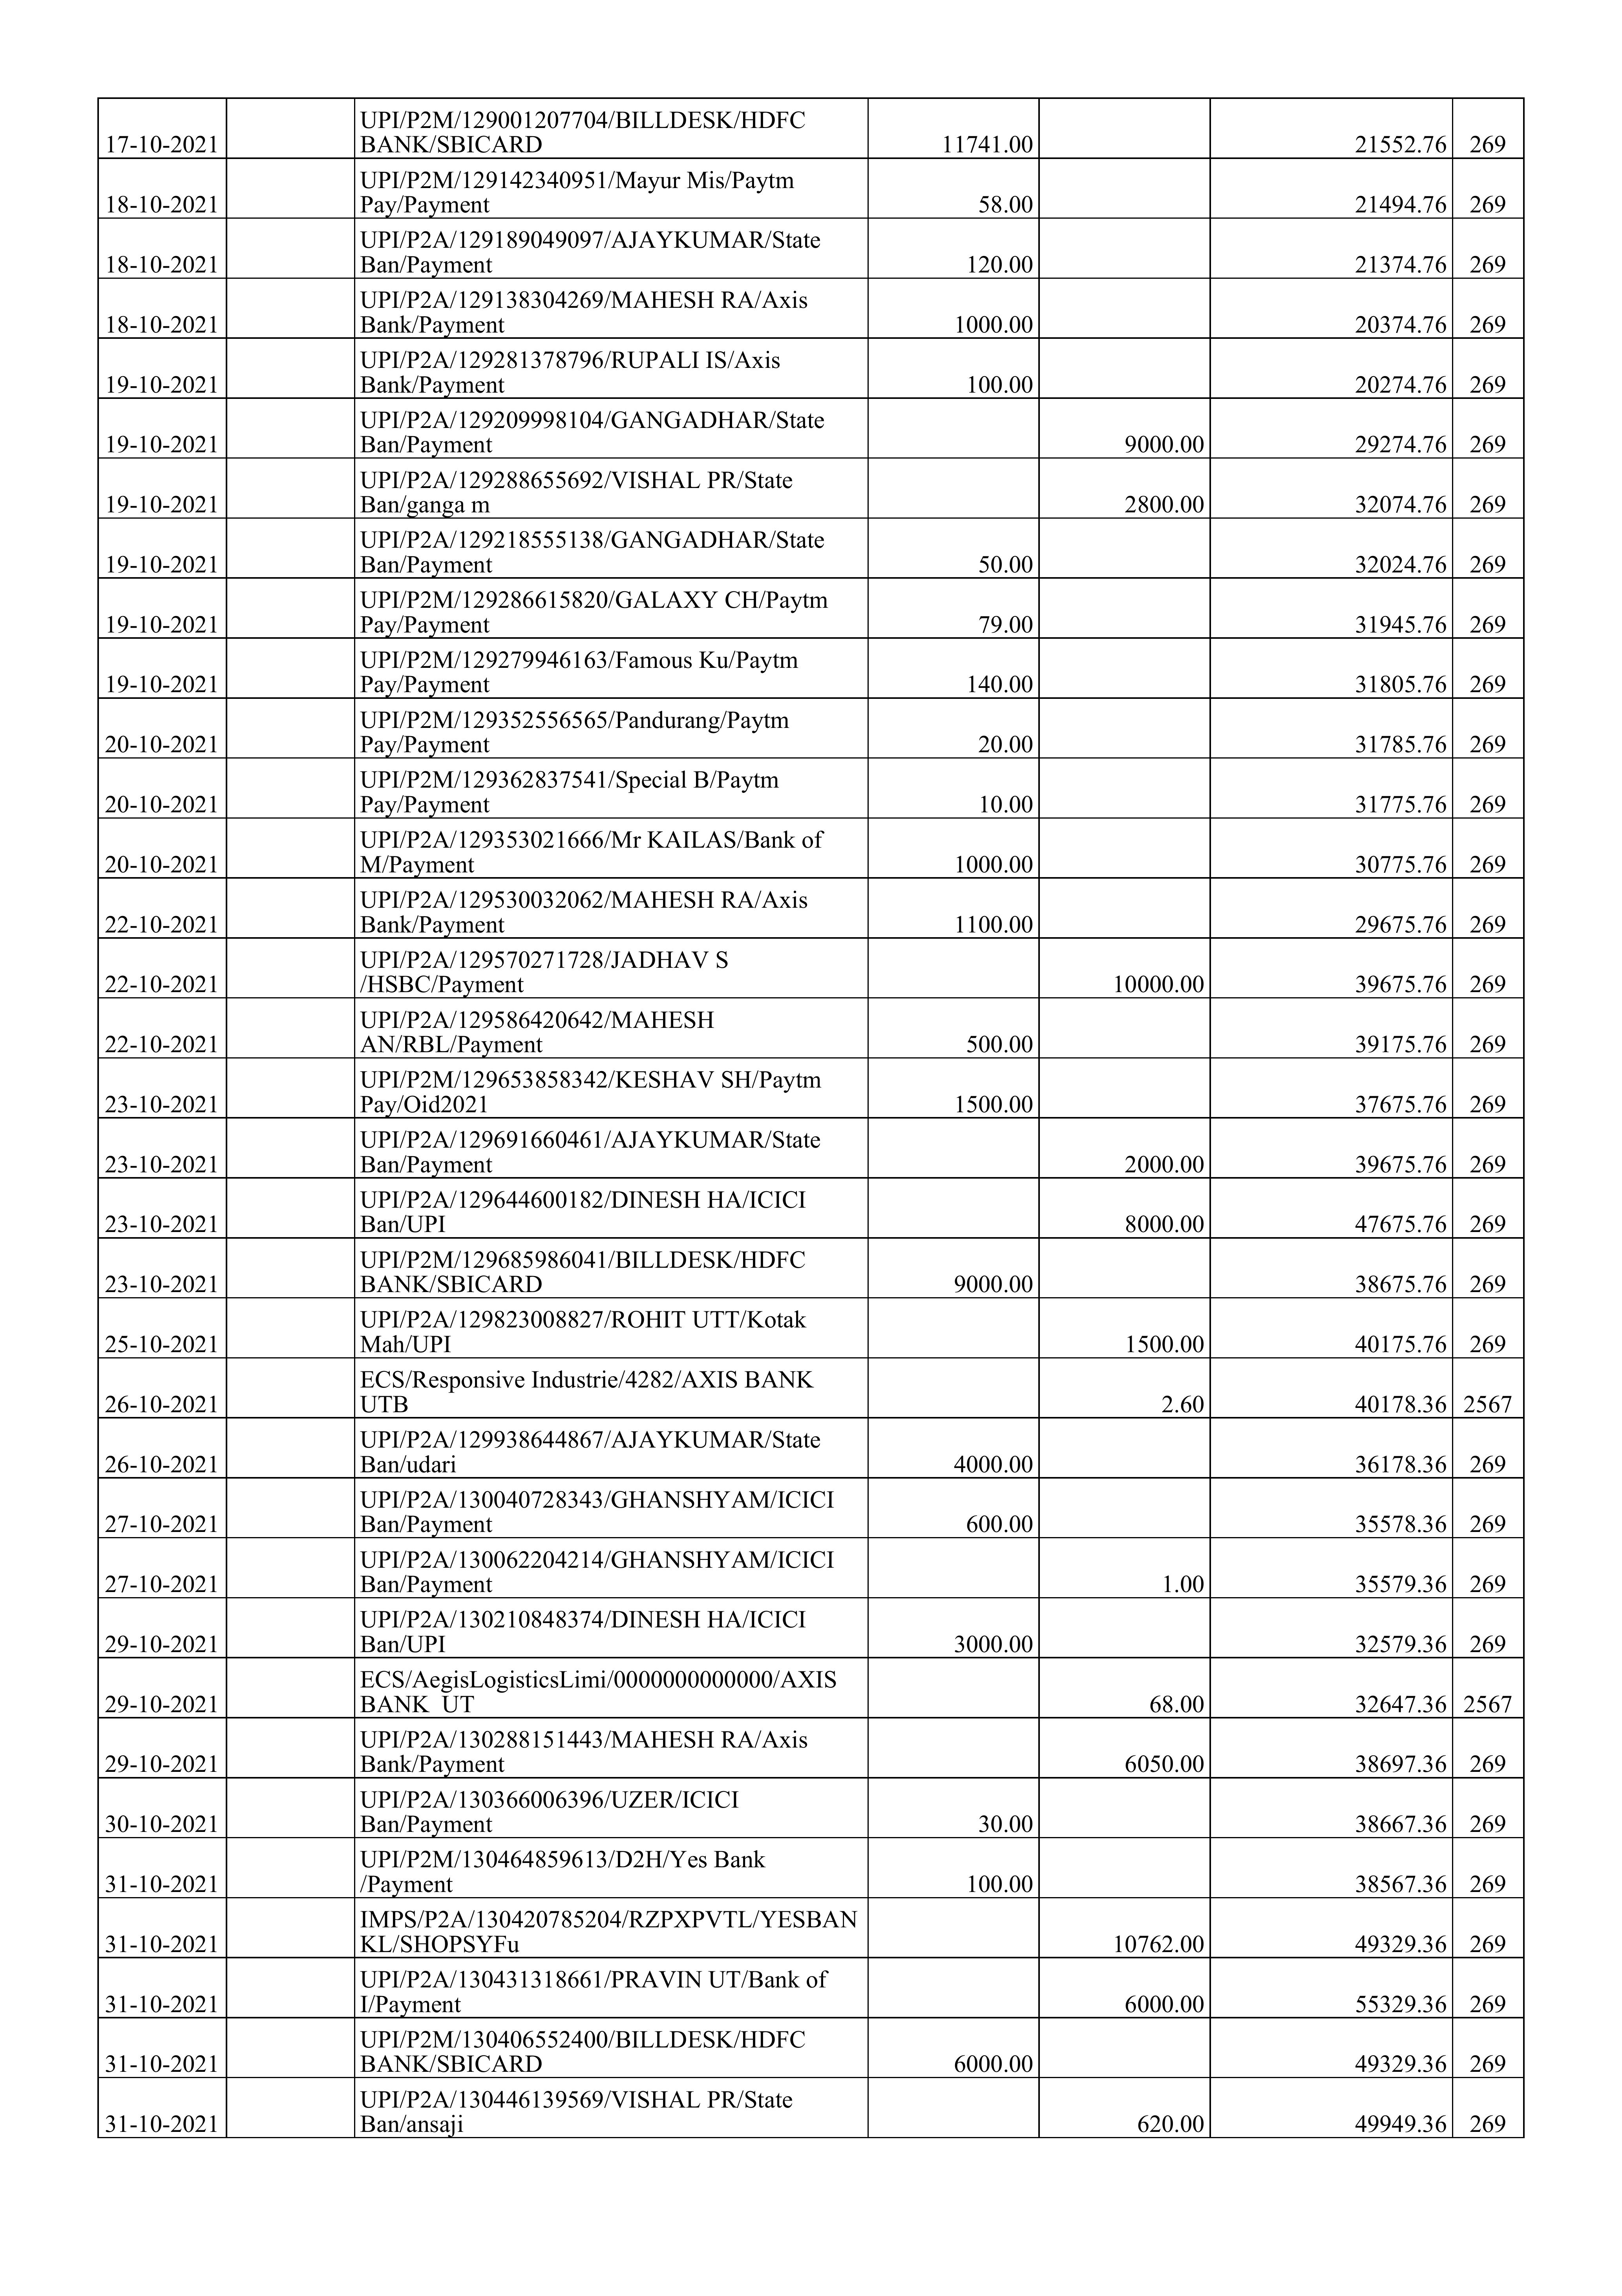 UPI/P2M/129001207704/BILLDESK/HDFC
17-10-2021 BANK/SBICARD 11741.00 21552.76 269
UPI/P2M/129142340951/Mayur Mis/Paytm
18-10-2021 Pay/Payment 58.00 21494.76 269
UPI/P2A/129189049097/AJAYKUMAR/State
18-10-2021 Ban/Payment 120.00 21374.76 269
UPI/P2A/129138304269/MAHESH RA/Axis
18-10-2021 Bank/Payment 1000.00 20374.76 269
UPI/P2A/129281378796/RUPALI IS/Axis
19-10-2021 Bank/Payment 100.00 20274.76 269
UPI/P2A/129209998104/GANGADHAR/State
19-10-2021 Ban/Payment 9000.00 29274.76 269
UPI/P2A/129288655692/VISHAL PR/State
19-10-2021 Ban/ganga m 2800.00 32074.76 269
UPI/P2A/129218555138/GANGADHAR/State
19-10-2021 Ban/Payment 50.00 32024.76 269
UPI/P2M/129286615820/GALAXY CH/Paytm
19-10-2021 Pay/Payment 79.00 31945.76 269
UPI/P2M/129279946163/Famous Ku/Paytm
19-10-2021 Pay/Payment 140.00 31805.76 269
UPI/P2M/129352556565/Pandurang/Paytm
20-10-2021 Pay/Payment 20.00 31785.76 269
UPI/P2M/129362837541/Special B/Paytm
20-10-2021 Pay/Payment 10.00 31775.76 269
UPI/P2A/129353021666/Mr KAILAS/Bank of
20-10-2021 M/Payment 1000.00 30775.76 269
UPI/P2A/129530032062/MAHESH RA/Axis
22-10-2021 Bank/Payment 1100.00 29675.76 269
UPI/P2A/129570271728/JADHAV S
22-10-2021 /HSBC/Payment 10000.00 39675.76 269
UPI/P2A/129586420642/MAHESH
22-10-2021 AN/RBL/Payment 500.00 39175.76 269
UPI/P2M/129653858342/KESHAV SH/Paytm
23-10-2021 Pay/Oid2021 1500.00 37675.76 269
UPI/P2A/129691660461/AJAYKUMAR/State
23-10-2021 Ban/Payment 2000.00 39675.76 269
UPI/P2A/129644600182/DINESH HA/ICICI
23-10-2021 Ban/UPI 8000.00 47675.76 269
UPI/P2M/129685986041/BILLDESK/HDFC
23-10-2021 BANK/SBICARD 9000.00 38675.76 269
UPI/P2A/129823008827/ROHIT UTT/Kotak
25-10-2021 Mah/UPI 1500.00 40175.76 269
ECS/Responsive Industrie/4282/AXIS BANK
26-10-2021 UTB 2.60 40178.36 2567
UPI/P2A/129938644867/AJAYKUMAR/State
26-10-2021 Ban/udari 4000.00 36178.36 269
UPI/P2A/130040728343/GHANSHYAM/ICICI
27-10-2021 Ban/Payment 600.00 35578.36 269
UPI/P2A/130062204214/GHANSHYAM/ICICI
27-10-2021 Ban/Payment 1.00 35579.36 269
UPI/P2A/130210848374/DINESH HA/ICICI
29-10-2021 Ban/UPI 3000.00 32579.36 269
ECS/AegisLogisticsLimi/0000000000000/AXIS
29-10-2021 BANK UT 68.00 32647.36 2567
UPI/P2A/130288151443/MAHESH RA/Axis
29-10-2021 Bank/Payment 6050.00 38697.36 269
UPI/P2A/130366006396/UZER/ICICI
30-10-2021 Ban/Payment 30.00 38667.36 269
UPI/P2M/130464859613/D2H/Yes Bank
31-10-2021 /Payment 100.00 38567.36 269
IMPS/P2A/130420785204/RZPXPVTL/YESBAN
31-10-2021 KL/SHOPSYFu 10762.00 49329.36 269
UPI/P2A/130431318661/PRAVIN UT/Bank of
31-10-2021 I/Payment 6000.00 55329.36 269
UPI/P2M/130406552400/BILLDESK/HDFC
31-10-2021 BANK/SBICARD 6000.00 49329.36 269
UPI/P2A/130446139569/VISHAL PR/State
31-10-2021 Ban/ansaji 620.00 49949.36 269